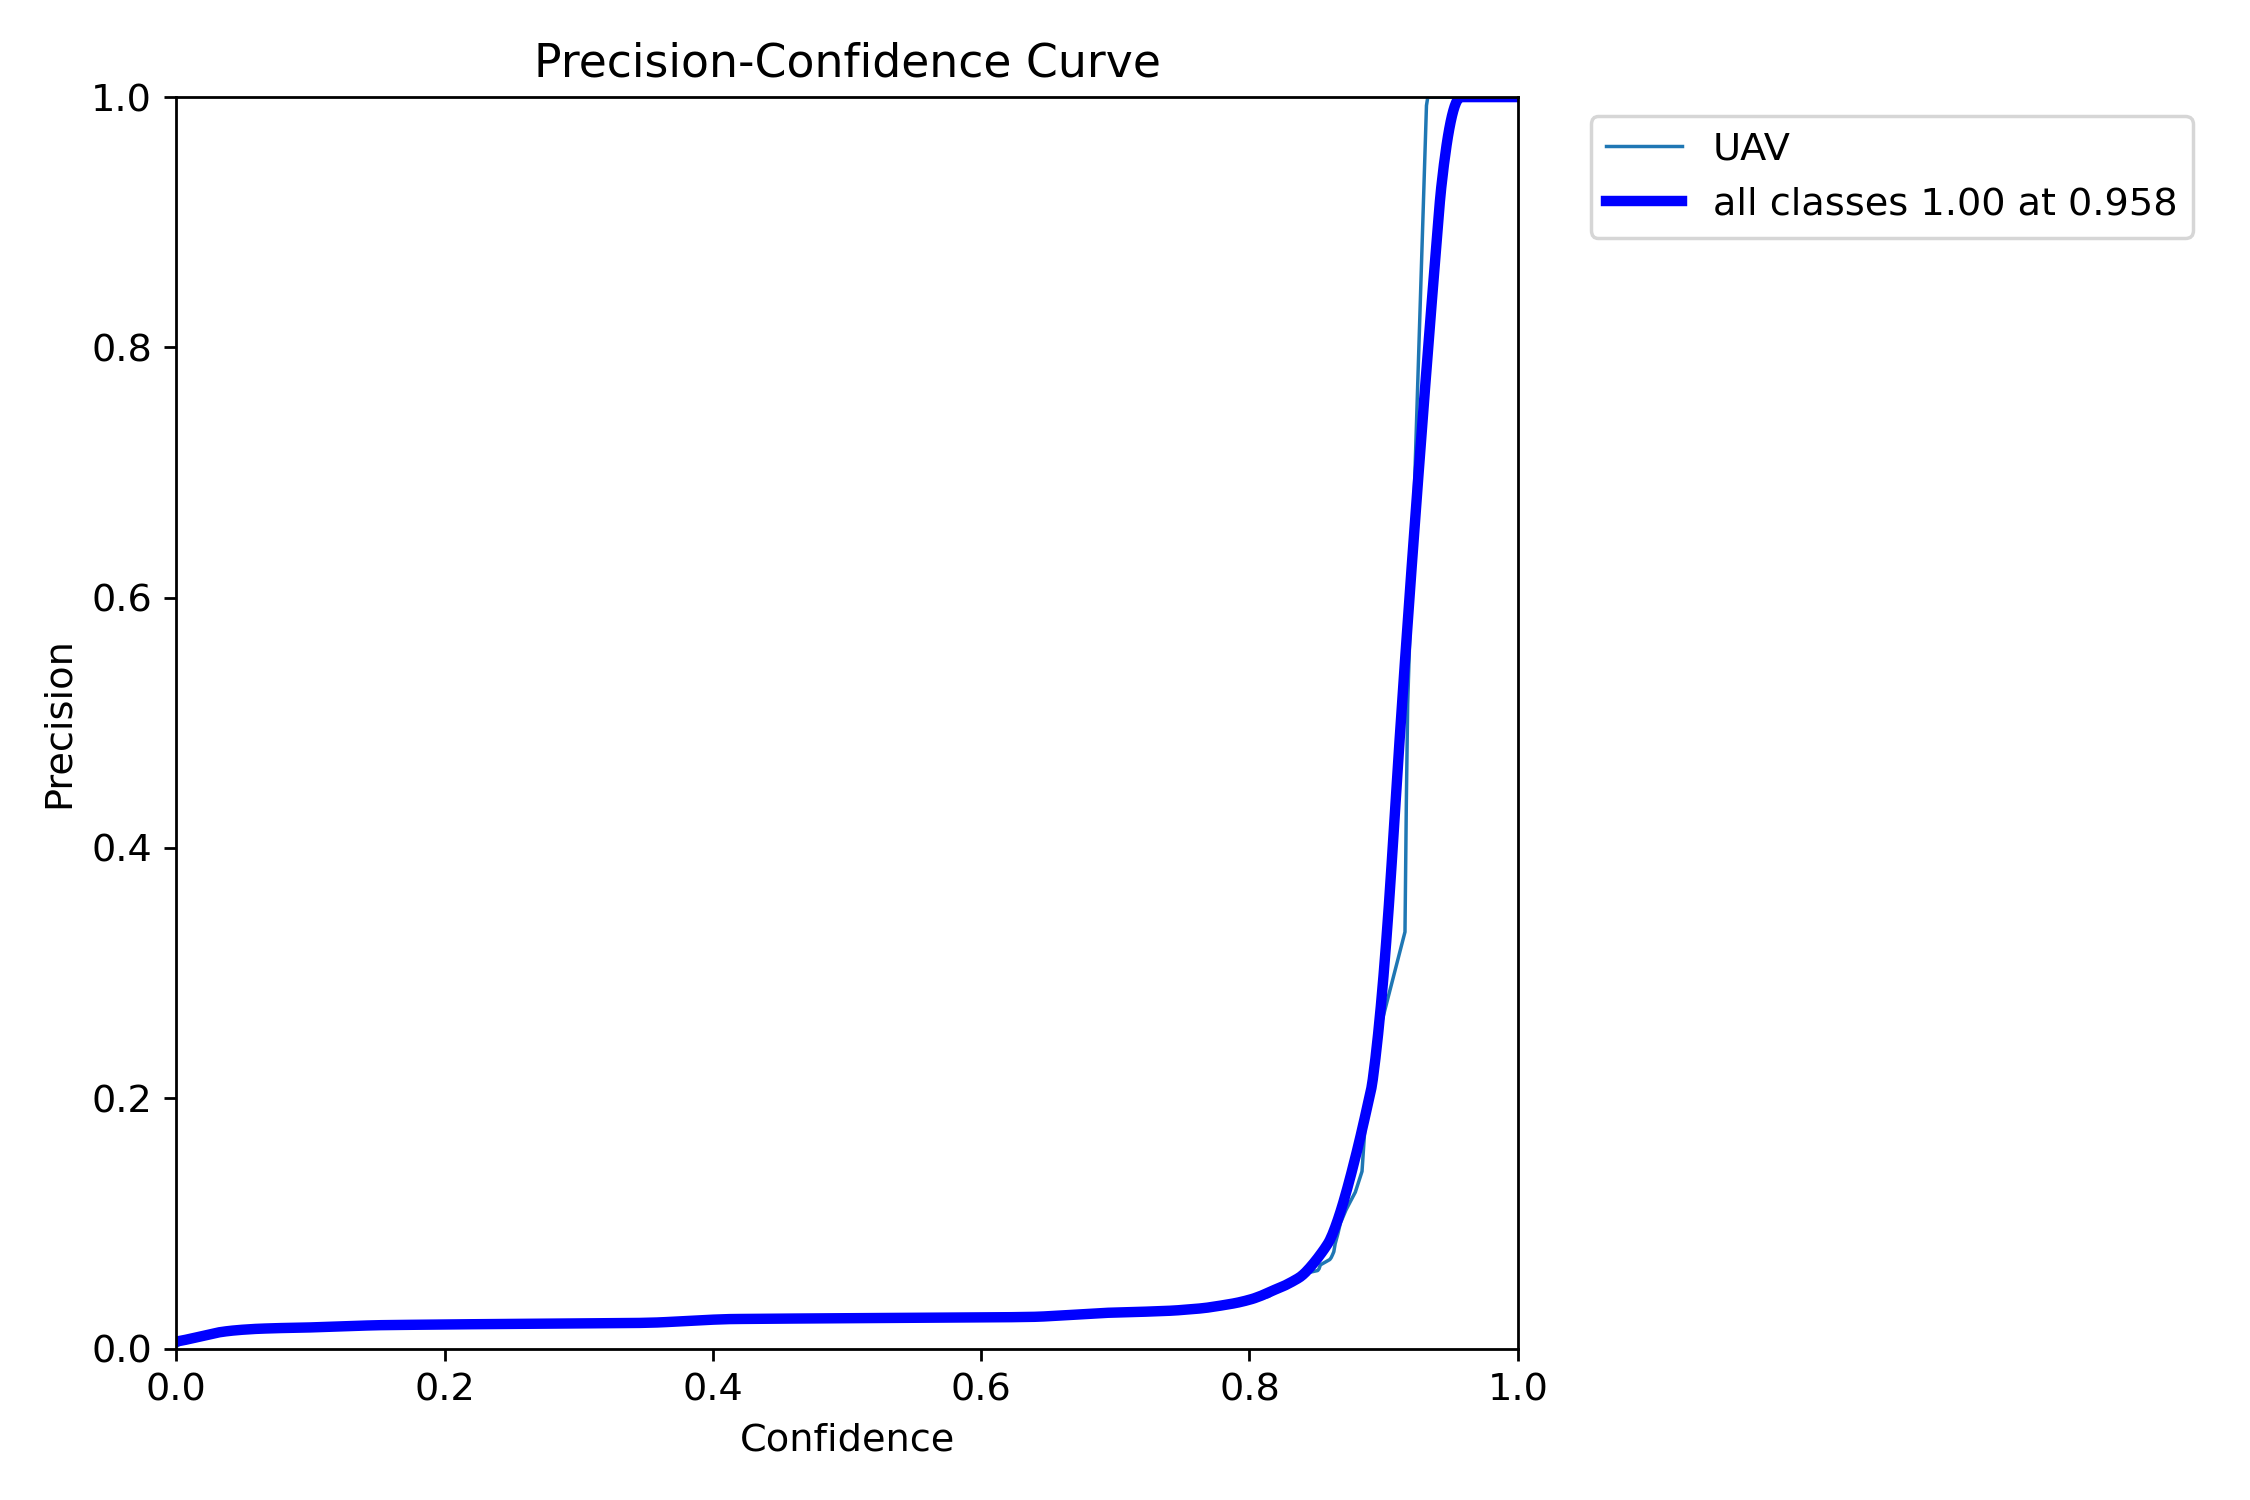 Precision-Confidence Curve
1.0
0.8
0.6
0.4
0.2
0.0
Precision
0.0 0.2 0.4 0.6 0.8 1.0
Confidence
UAV
all classes 1.00 at 0.958